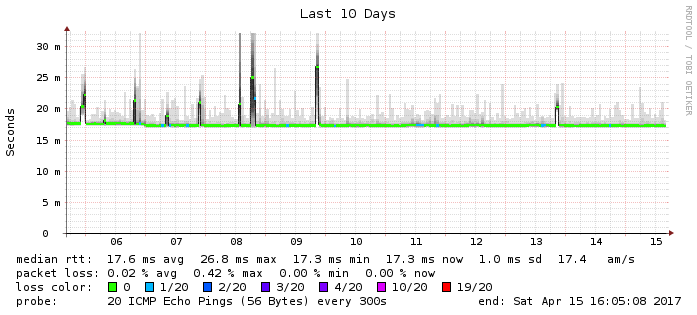 Last 10 Days
RRDTOOL / TOBI OETIKER
Seconds
30 m
25 m
20 m
15 m
10 m
5 m
0
06 07 08 09 10 11 12 13 14 15
median rtt: 17.6 ms avg 26.8 ms max 17.3 ms min 17.3 ms now 1.0 ms sd 17.4 am/s
packet loss: 0.02 % avg 0.42 % max 0.00 % min 0.00 % now
loss color: 0 1/20 2/20 3/20 4/20 10/20 19/20
probe: 20 ICMP Echo Pings (56 Bytes) every 300s end: Sat Apr 15 16:05:08 2017